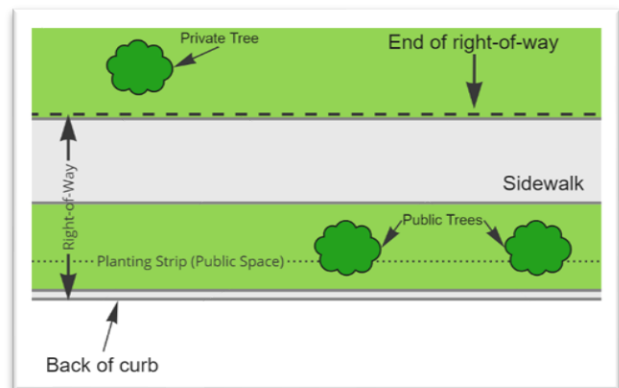 Private Tree
End of right-of-way
Right-of-Way
Sidewalk
Public Trees
Planting Strip (Public Space)
Back of curb